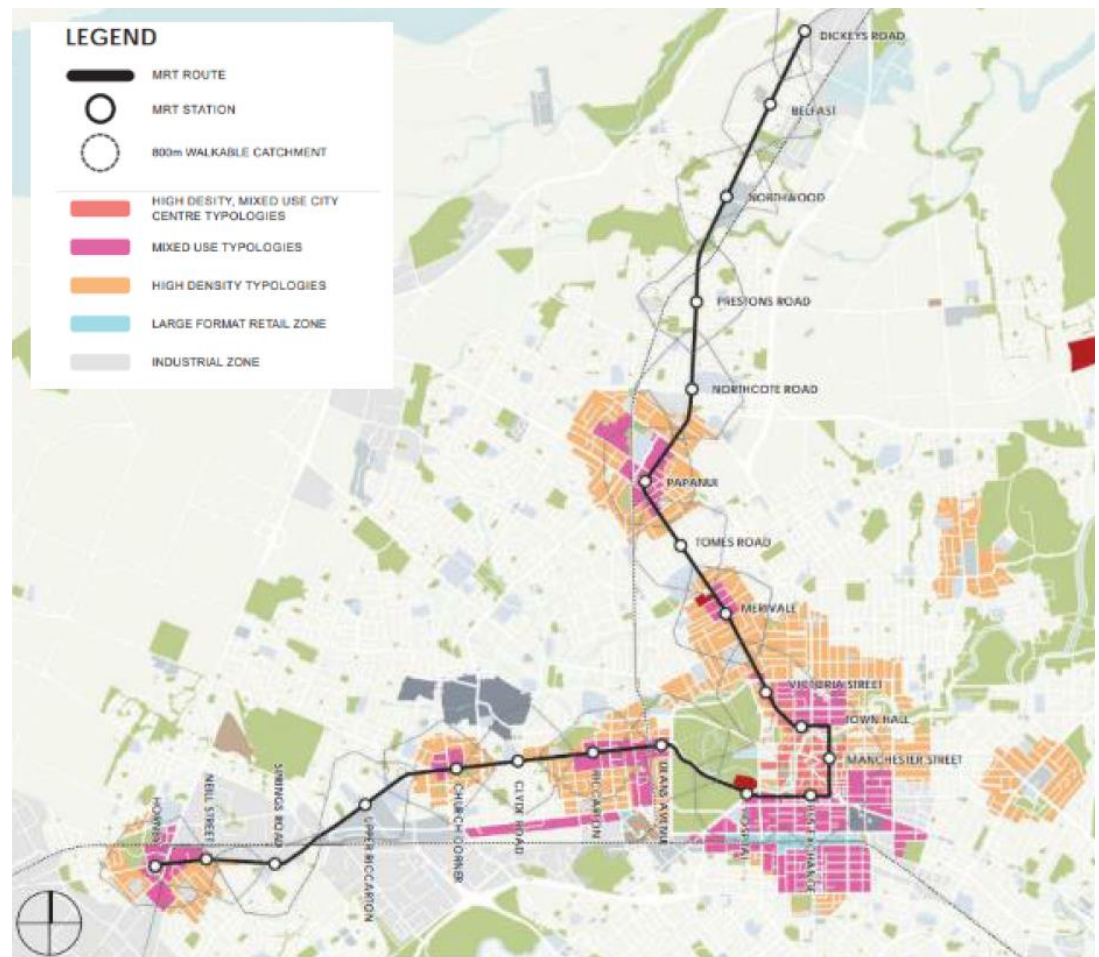 LEGEND
MRT ROUTE
MRT STATION
800m WALKABLE CATCHMENT
HIGH DESITY, MIXED USE CITY
CENTRE TYPOLOGIES
MIXED USE TYPOLOGIES
HIGH DENSITY TYPOLOGIES
LARGE FORMAT RETAIL ZONE
INDUSTRIAL ZONE
DICKEYS ROAD
BELFAST
NORTHWOOD
PRESTONS ROAD
NORTHCOTE ROAD
PAPANUI
TOMES ROAD
MERIVALE
VICTORIA STREET
TOWN HALL
MANCHESTER STREET
BUS EXCHANGE
HOSPITAL
DEANS AVENUE
RICCARTON
CLYDE ROAD
CHURCH CORNER
UPPER RICCARTON
SPRINGS ROAD
NEILL STREET
HORNBY